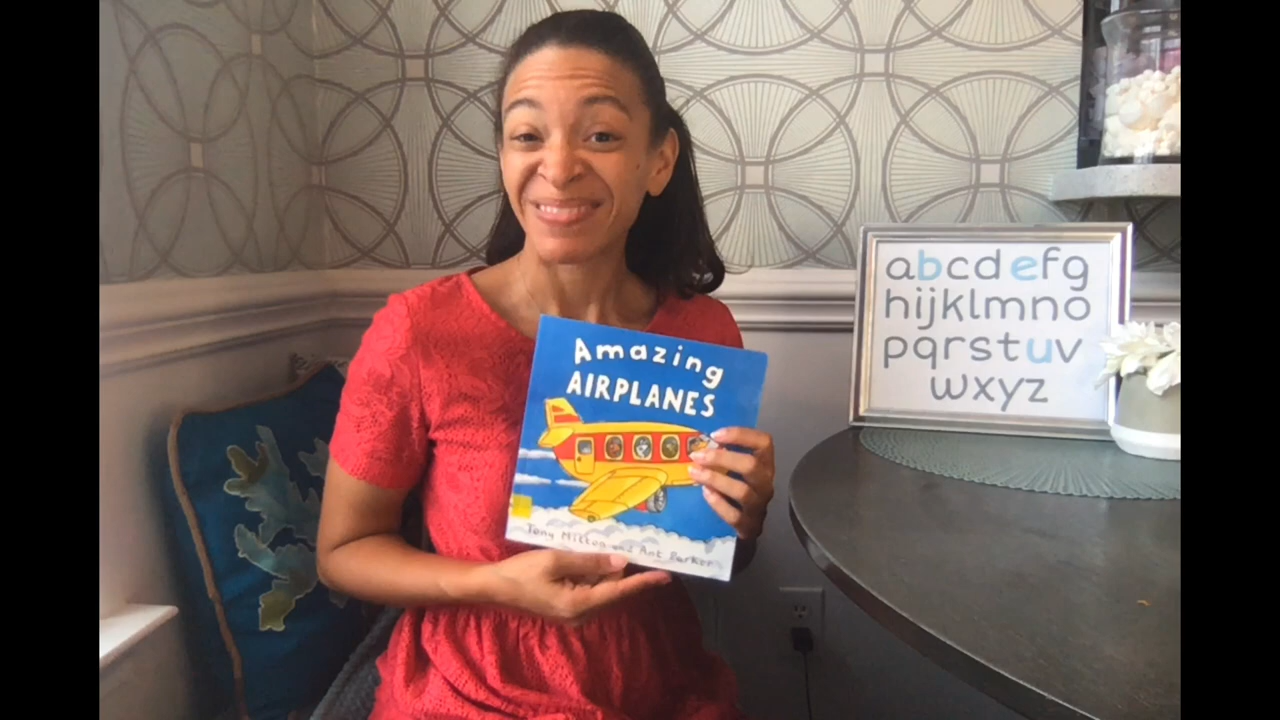 Amazing
AIRPLANES
Tony Mitton and Ant Parker
abcdefg
hijklmno
pqrstuv
wxyz